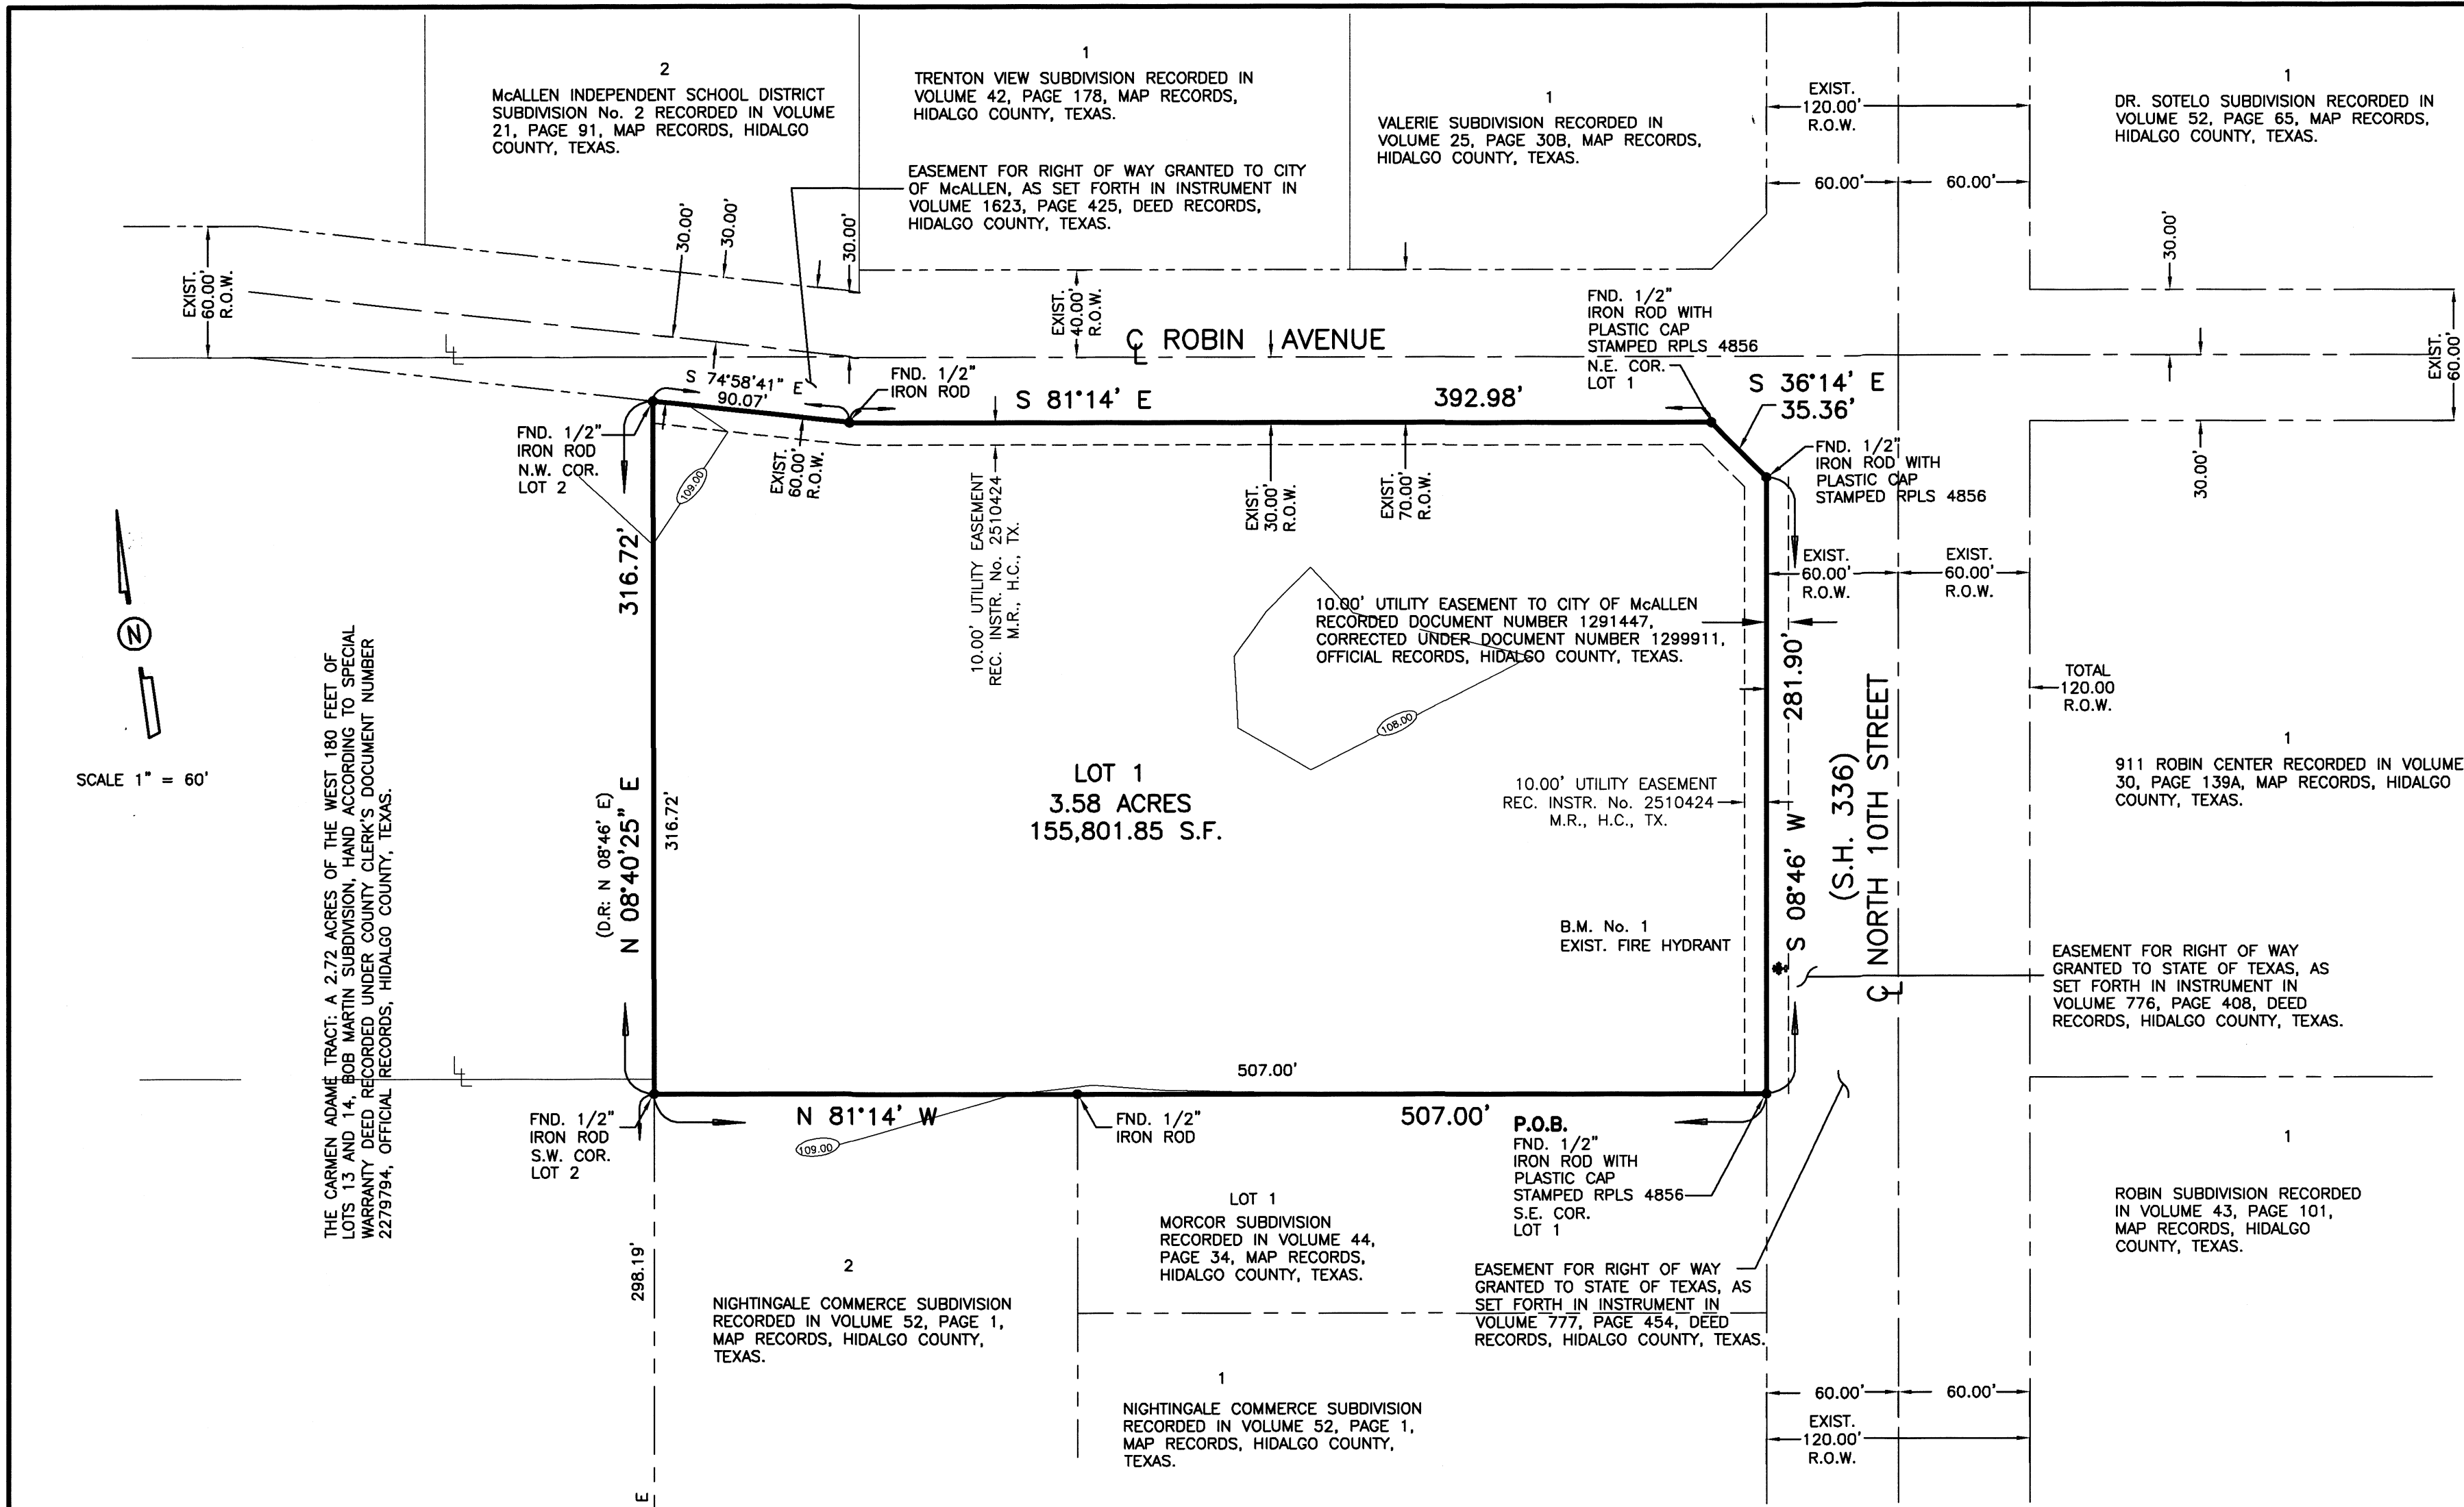 2
McALLEN INDEPENDENT SCHOOL DISTRICT
SUBDIVISION No. 2 RECORDED IN VOLUME
21, PAGE 91, MAP RECORDS, HIDALGO
COUNTY, TEXAS.
1
TRENTON VIEW SUBDIVISION RECORDED IN
VOLUME 42, PAGE 178, MAP RECORDS,
HIDALGO COUNTY, TEXAS.
EASEMENT FOR RIGHT OF WAY GRANTED TO CITY
OF McALLEN, AS SET FORTH IN INSTRUMENT IN
VOLUME 1623, PAGE 425, DEED RECORDS,
HIDALGO COUNTY, TEXAS.
1
VALERIE SUBDIVISION RECORDED IN
VOLUME 25, PAGE 30B, MAP RECORDS,
HIDALGO COUNTY, TEXAS.
EXIST.
120.00'
R.O.W.
60.00'
60.00'
1
DR. SOTELO SUBDIVISION RECORDED IN
VOLUME 52, PAGE 65, MAP RECORDS,
HIDALGO COUNTY, TEXAS.
EXIST.
60.00'
R.O.W.
30.00'
30.00'
30.00'
EXIST.
40.00'
R.O.W.
℄ ROBIN AVENUE
FND. 1/2"
IRON ROD WITH
PLASTIC CAP
STAMPED RPLS 4856
N.E. COR.
LOT 1
30.00'
EXIST.
60.00'
30.00'
S 74°58'41" E
90.07'
FND. 1/2"
IRON ROD
S 81°14' E
392.98'
S 36°14' E
35.36'
FND. 1/2"
IRON ROD
N.W. COR.
LOT 2
109.00
EXIST.
60.00'
R.O.W.
10.00' UTILITY EASEMENT
REC. INSTR. No. 2510424
M.R., H.C., TX.
EXIST.
30.00'
R.O.W.
EXIST.
70.00'
R.O.W.
FND. 1/2"
IRON ROD WITH
PLASTIC CAP
STAMPED RPLS 4856
EXIST.
60.00'
R.O.W.
EXIST.
60.00'
R.O.W.
N
SCALE 1" = 60'
THE CARMEN ADAME TRACT: A 2.72 ACRES OF THE WEST 180 FEET OF
LOTS 13 AND 14, BOB MARTIN SUBDIVISION, HAND ACCORDING TO SPECIAL
WARRANTY DEED RECORDED UNDER COUNTY CLERK'S DOCUMENT NUMBER
2279794, OFFICIAL RECORDS, HIDALGO COUNTY, TEXAS.
(D.R: N 08°46' E)
N 08°40'25" E 316.72'
316.72'
10.00' UTILITY EASEMENT TO CITY OF McALLEN
RECORDED DOCUMENT NUMBER 1291447,
CORRECTED UNDER DOCUMENT NUMBER 1299911,
OFFICIAL RECORDS, HIDALGO COUNTY, TEXAS.
108.00
LOT 1
3.58 ACRES
155,801.85 S.F.
10.00' UTILITY EASEMENT
REC. INSTR. No. 2510424
M.R., H.C., TX.
S 08°46' W 281.90'
(S.H. 336)
℄ NORTH 10TH STREET
TOTAL
120.00
R.O.W.
1
911 ROBIN CENTER RECORDED IN VOLUME
30, PAGE 139A, MAP RECORDS, HIDALGO
COUNTY, TEXAS.
B.M. No. 1
EXIST. FIRE HYDRANT
EASEMENT FOR RIGHT OF WAY
GRANTED TO STATE OF TEXAS, AS
SET FORTH IN INSTRUMENT IN
VOLUME 776, PAGE 408, DEED
RECORDS, HIDALGO COUNTY, TEXAS.
507.00'
FND. 1/2"
IRON ROD
S.W. COR.
LOT 2
N 81°14' W
109.00
FND. 1/2"
IRON ROD
507.00'
P.O.B.
FND. 1/2"
IRON ROD WITH
PLASTIC CAP
STAMPED RPLS 4856
S.E. COR.
LOT 1
298.19'
E
2
NIGHTINGALE COMMERCE SUBDIVISION
RECORDED IN VOLUME 52, PAGE 1,
MAP RECORDS, HIDALGO COUNTY,
TEXAS.
LOT 1
MORCOR SUBDIVISION
RECORDED IN VOLUME 44,
PAGE 34, MAP RECORDS,
HIDALGO COUNTY, TEXAS.
EASEMENT FOR RIGHT OF WAY
GRANTED TO STATE OF TEXAS, AS
SET FORTH IN INSTRUMENT IN
VOLUME 777, PAGE 454, DEED
RECORDS, HIDALGO COUNTY, TEXAS.
1
ROBIN SUBDIVISION RECORDED
IN VOLUME 43, PAGE 101,
MAP RECORDS, HIDALGO
COUNTY, TEXAS.
1
NIGHTINGALE COMMERCE SUBDIVISION
RECORDED IN VOLUME 52, PAGE 1,
MAP RECORDS, HIDALGO COUNTY,
TEXAS.
60.00'
60.00'
EXIST.
120.00'
R.O.W.